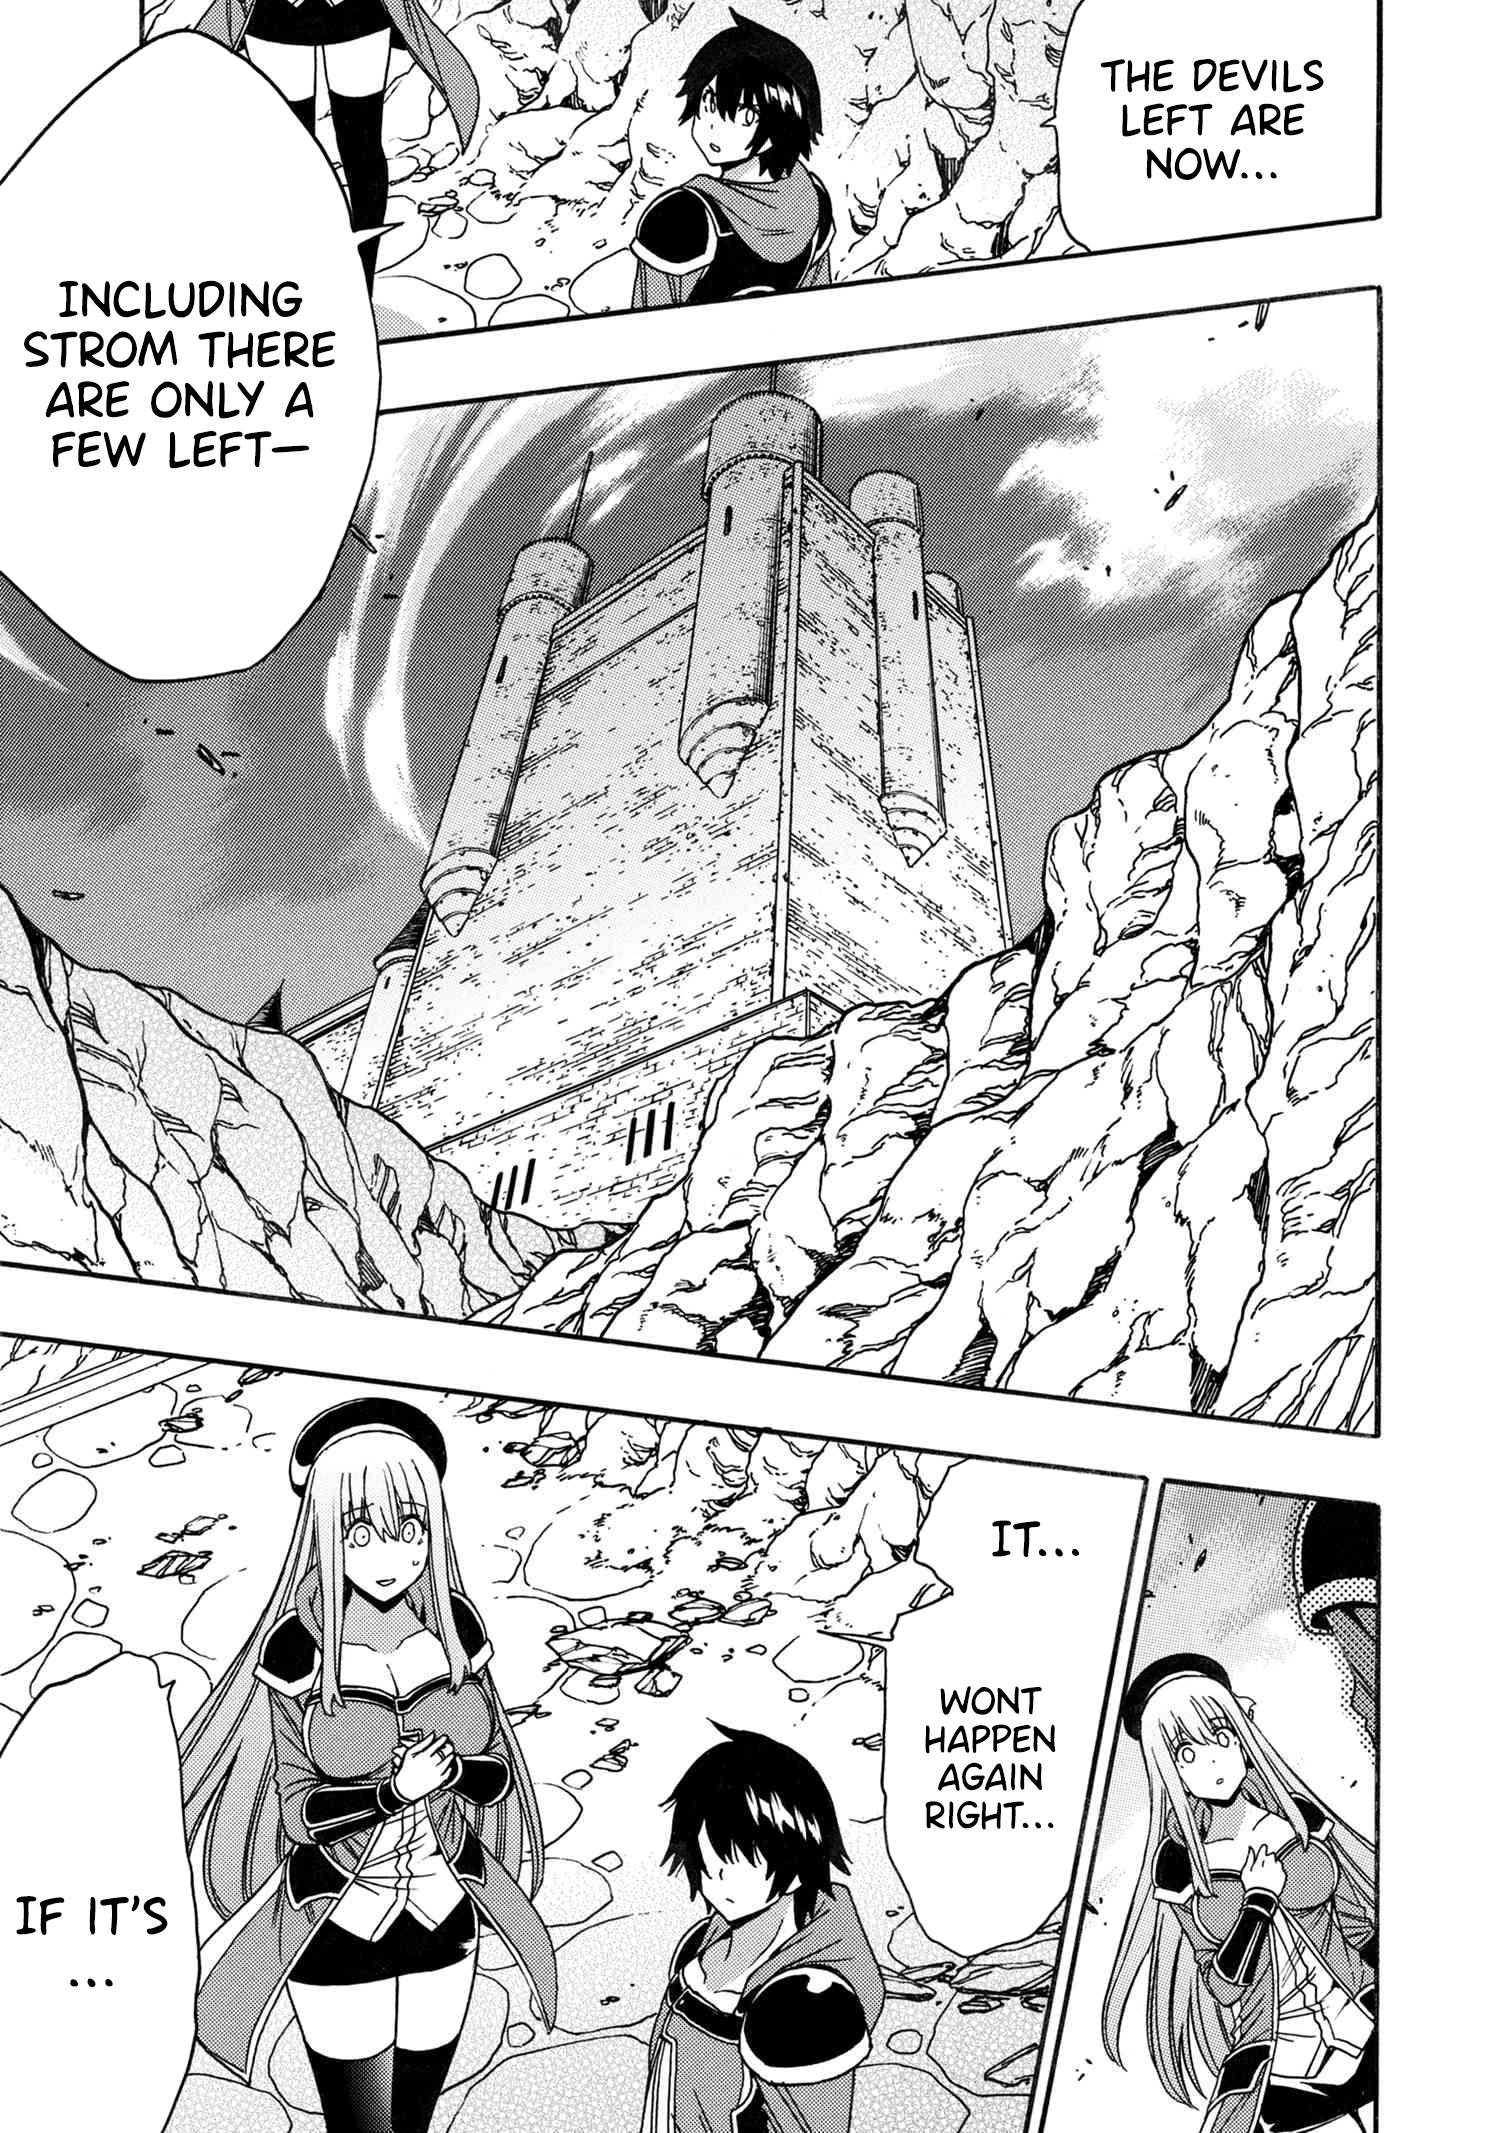 THE DEVILS
LEFT ARE
NOW...
INCLUDING
STROM THERE
ARE ONLY A
FEW LEFT—
IT...
WONT
HAPPEN
AGAIN
RIGHT...
IF IT'S
...